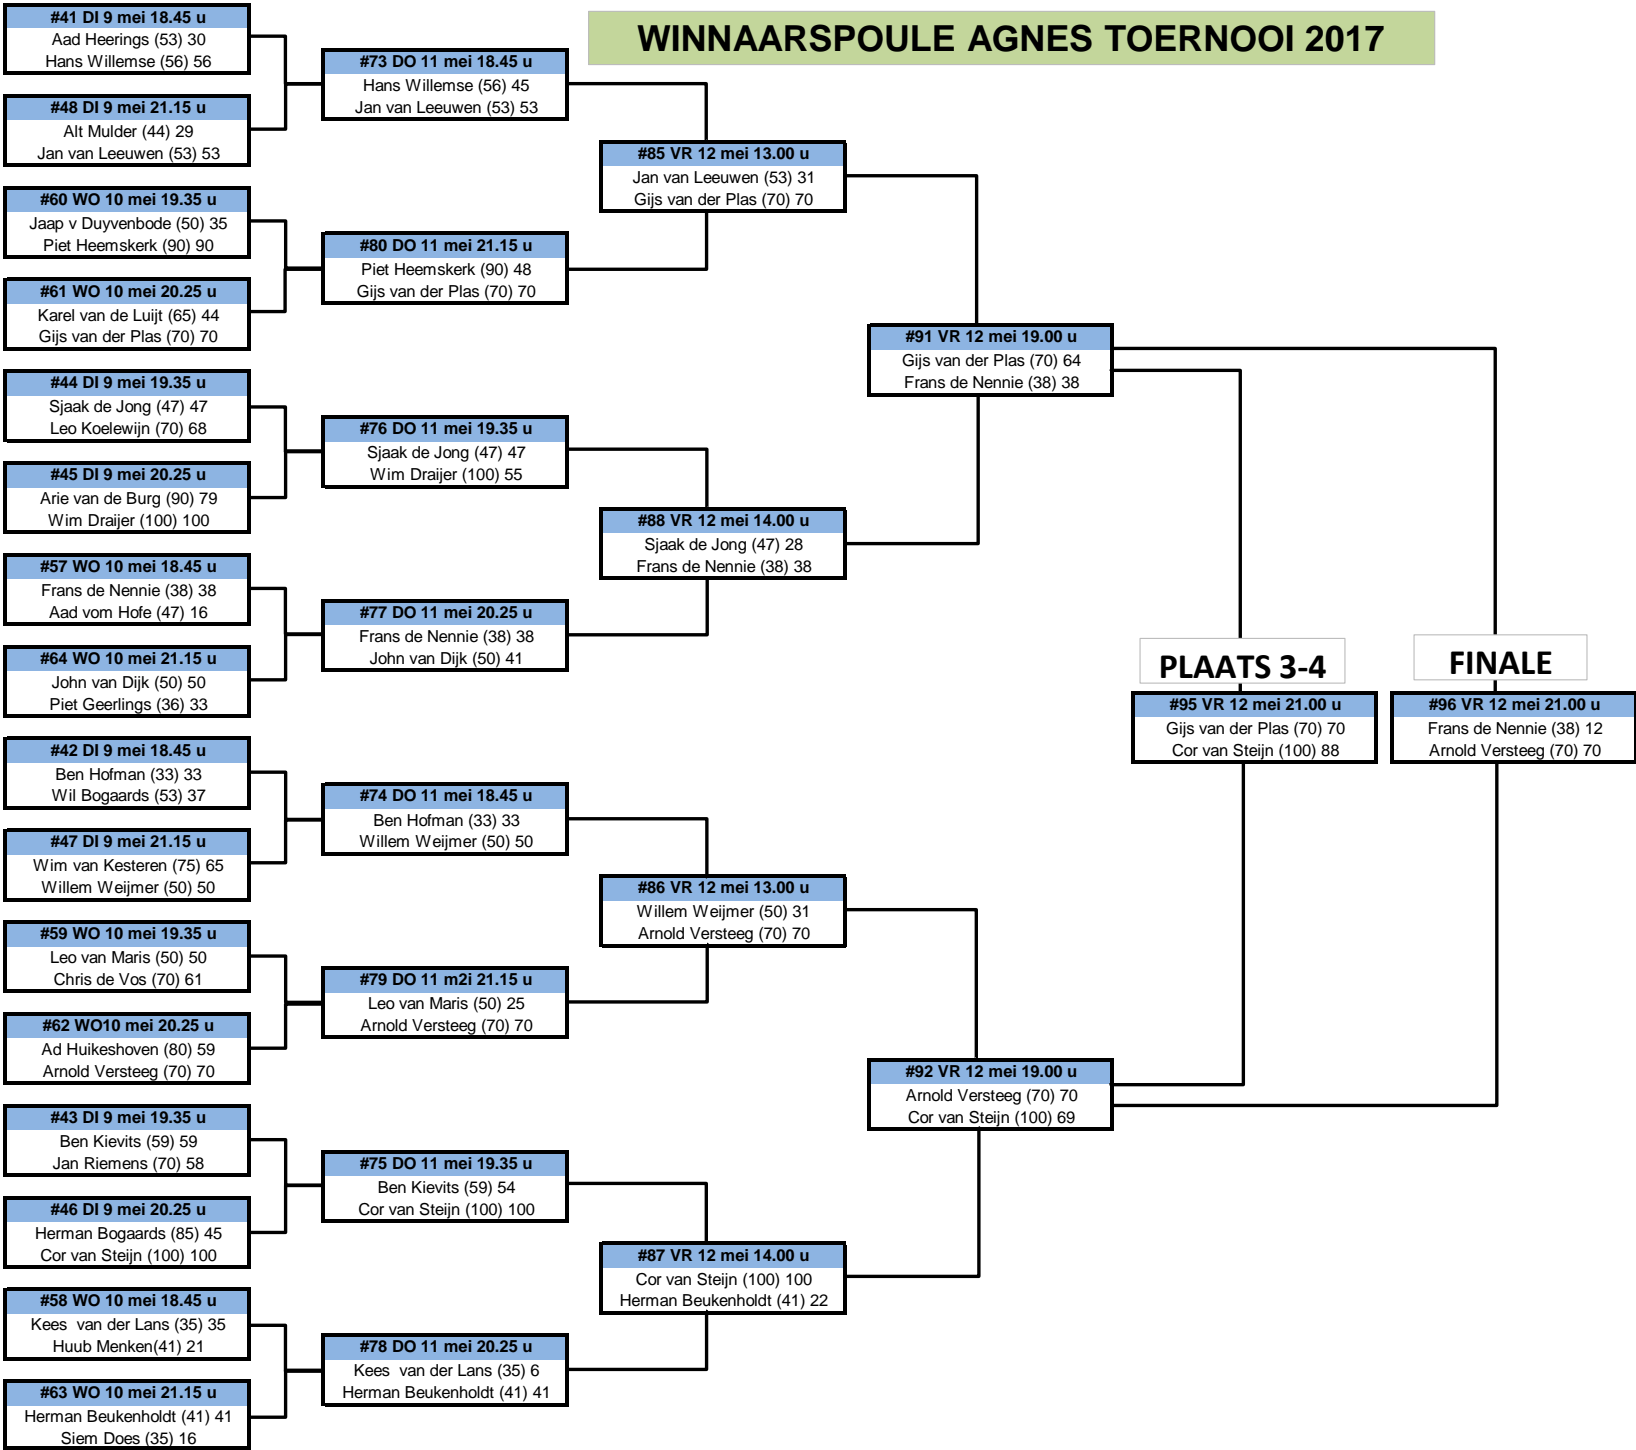 WINNAARSPOULE AGNES TOERNOOI 2017
#41 DI 9 mei 18.45 u
Aad Heerings (53) 30
Hans Willemse (56) 56
#48 DI 9 mei 21.15 u
Alt Mulder (44) 29
Jan van Leeuwen (53) 53
#60 WO 10 mei 19.35 u
Jaap v Duyvenbode (50) 35
Piet Heemskerk (90) 90
#61 WO 10 mei 20.25 u
Karel van de Luijt (65) 44
Gijs van der Plas (70) 70
#44 DI 9 mei 19.35 u
Sjaak de Jong (47) 47
Leo Koelewijn (70) 68
#45 DI 9 mei 20.25 u
Arie van de Burg (90) 79
Wim Draijer (100) 100
#57 WO 10 mei 18.45 u
Frans de Nennie (38) 38
Aad vom Hofe (47) 16
#64 WO 10 mei 21.15 u
John van Dijk (50) 50
Piet Geerlings (36) 33
#42 DI 9 mei 18.45 u
Ben Hofman (33) 33
Wil Bogaards (53) 37
#47 DI 9 mei 21.15 u
Wim van Kesteren (75) 65
Willem Weijmer (50) 50
#59 WO 10 mei 19.35 u
Leo van Maris (50) 50
Chris de Vos (70) 61
#62 WO10 mei 20.25 u
Ad Huikeshoven (80) 59
Arnold Versteeg (70) 70
#43 DI 9 mei 19.35 u
Ben Kievits (59) 59
Jan Riemens (70) 58
#46 DI 9 mei 20.25 u
Herman Bogaards (85) 45
Cor van Steijn (100) 100
#58 WO 10 mei 18.45 u
Kees  van der Lans (35) 35
Huub Menken(41) 21
#63 WO 10 mei 21.15 u
Herman Beukenholdt (41) 41
Siem Does (35) 16
#73 DO 11 mei 18.45 u
Hans Willemse (56) 45
Jan van Leeuwen (53) 53
#80 DO 11 mei 21.15 u
Piet Heemskerk (90) 48
Gijs van der Plas (70) 70
#76 DO 11 mei 19.35 u
Sjaak de Jong (47) 47
Wim Draijer (100) 55
#77 DO 11 mei 20.25 u
Frans de Nennie (38) 38
John van Dijk (50) 41
#74 DO 11 mei 18.45 u
Ben Hofman (33) 33
Willem Weijmer (50) 50
#79 DO 11 m2i 21.15 u
Leo van Maris (50) 25
Arnold Versteeg (70) 70
#75 DO 11 mei 19.35 u
Ben Kievits (59) 54
Cor van Steijn (100) 100
#78 DO 11 mei 20.25 u
Kees  van der Lans (35) 6
Herman Beukenholdt (41) 41
#85 VR 12 mei 13.00 u
Jan van Leeuwen (53) 31
Gijs van der Plas (70) 70
#88 VR 12 mei 14.00 u
Sjaak de Jong (47) 28
Frans de Nennie (38) 38
#86 VR 12 mei 13.00 u
Willem Weijmer (50) 31
Arnold Versteeg (70) 70
#87 VR 12 mei 14.00 u
Cor van Steijn (100) 100
Herman Beukenholdt (41) 22
#91 VR 12 mei 19.00 u
Gijs van der Plas (70) 64
Frans de Nennie (38) 38
#92 VR 12 mei 19.00 u
Arnold Versteeg (70) 70
Cor van Steijn (100) 69
PLAATS 3-4
#95 VR 12 mei 21.00 u
Gijs van der Plas (70) 70
Cor van Steijn (100) 88
FINALE
#96 VR 12 mei 21.00 u
Frans de Nennie (38) 12
Arnold Versteeg (70) 70